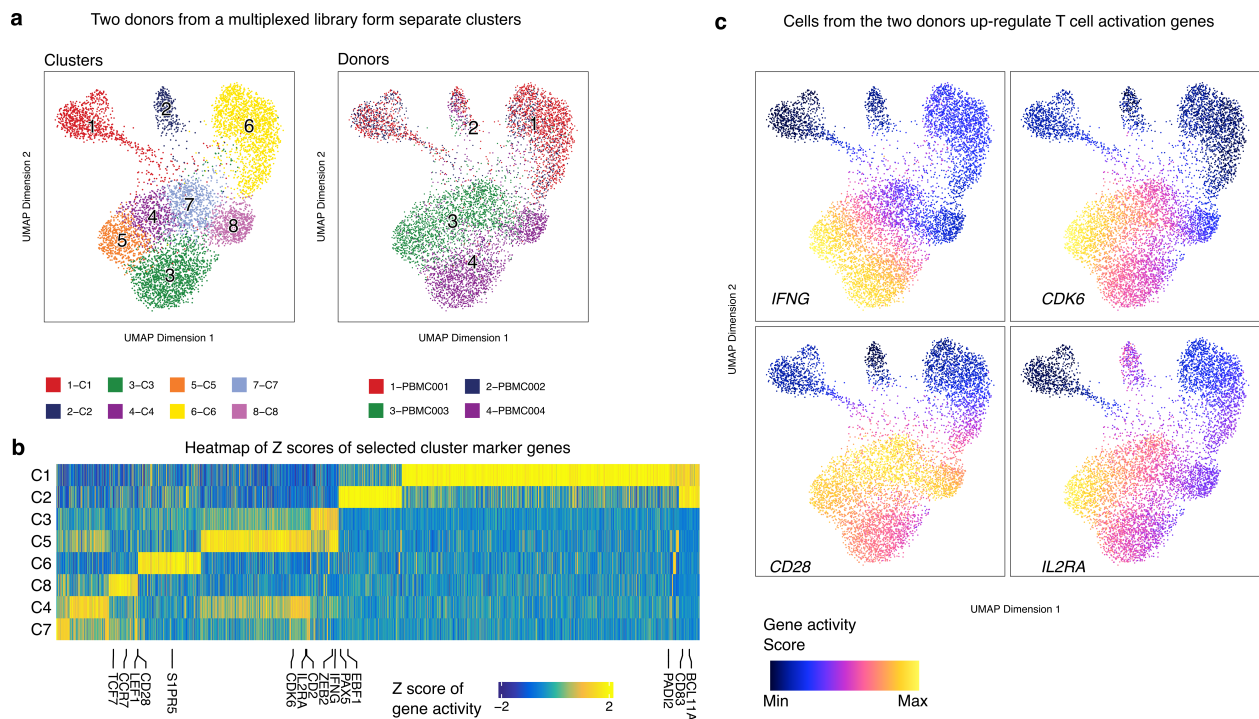 a
Two donors from a multiplexed library form separate clusters
Clusters
Donors
1
2
6
7
4
8
5
3
1
2
3
4
UMAP Dimension 2
UMAP Dimension 2
UMAP Dimension 1
UMAP Dimension 1
1–C1
3–C3
5–C5
7–C7
2–C2
4–C4
6–C6
8–C8
1–PBMC001
2–PBMC002
3–PBMC003
4–PBMC004
b
Heatmap of Z scores of selected cluster marker genes
C1
C2
C3
C5
C6
C8
C4
C7
TCF7
CCR7
LEF1
CD28
S1PR5
CDK6
IL2RA
CD2
ZEB2
IFNG
PAX5
EBF1
PADI2
CD83
BCL11A
Z score of
gene activity
−2
2
c
Cells from the two donors up-regulate T cell activation genes
IFNG
CDK6
CD28
IL2RA
UMAP Dimension 2
UMAP Dimension 1
Gene activity
Score
Min
Max